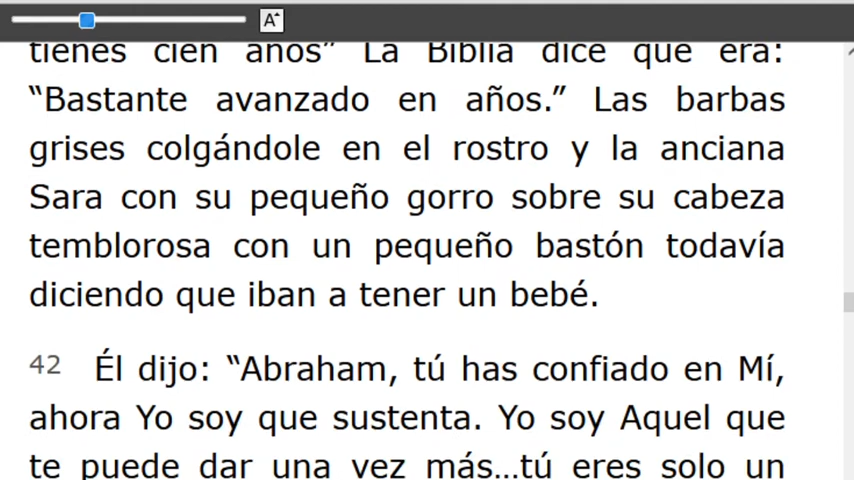 A
tienes cien años” La Biblia dice que era:
“Bastante avanzado en años.” Las barbas
grises colgándole en el rostro y la anciana
Sara con su pequeño gorro sobre su cabeza
temblorosa con un pequeño bastón todavía
diciendo que iban a tener un bebé.
42 Él dijo: “Abraham, tú has confiado en Mí,
ahora Yo soy que sustenta. Yo soy Aquel que
te puede dar una vez más…tú eres solo un